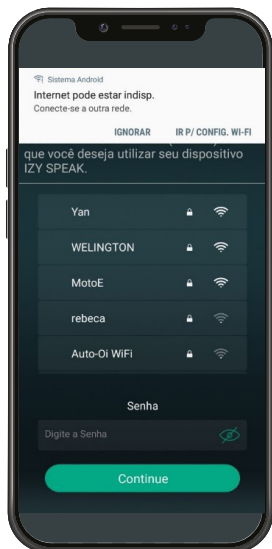 Sistema Android
Internet pode estar indisp.
Conecte-se a outra rede.
IGNORAR IR P/ CONFIG. WI-FI
que você deseja utilizar seu dispositivo
IZY SPEAK.
Yan
WELINGTON
MotoE
rebeca
Auto-Oi WiFi
Senha
Digite a Senha
Continue